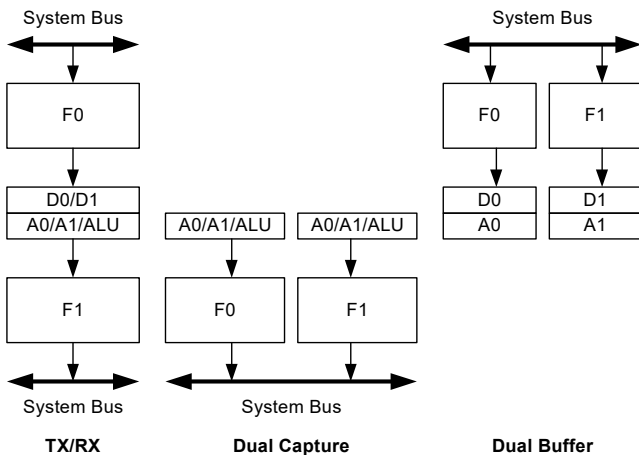 System Bus
System Bus
F0
F0
F1
D0/D1
D0
D1
A0/A1/ALU
A0/A1/ALU
A0/A1/ALU
A0
A1
F1
F0
F1
System Bus
System Bus
TX/RX
Dual Capture
Dual Buffer